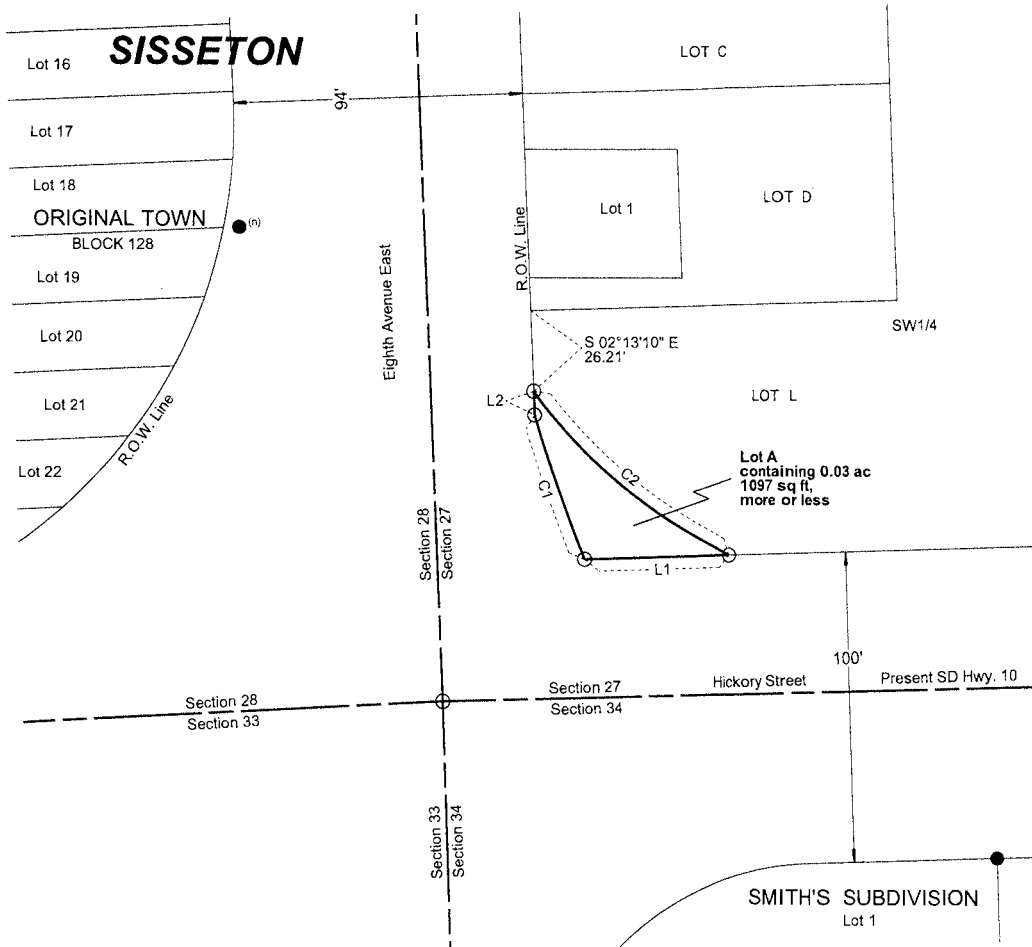 SISSETON
Lot 16
Lot 17
Lot 18
ORIGINAL TOWN
(n)
BLOCK 128
Lot 19
Lot 20
Lot 21
Lot 22
R.O.W. Line
94'
Eighth Avenue East
R.O.W. Line
LOT C
Lot 1
LOT D
SW1/4
S 02°13'10" E
26.21'
LOT L
L2
C1
C2
L1
Lot A
containing 0.03 ac
1097 sq ft,
more or less
Section 28
Section 27
100'
Section 28
Section 33
Section 27
Section 34
Hickory Street
Present SD Hwy. 10
Section 33
Section 34
SMITH'S SUBDIVISION
Lot 1